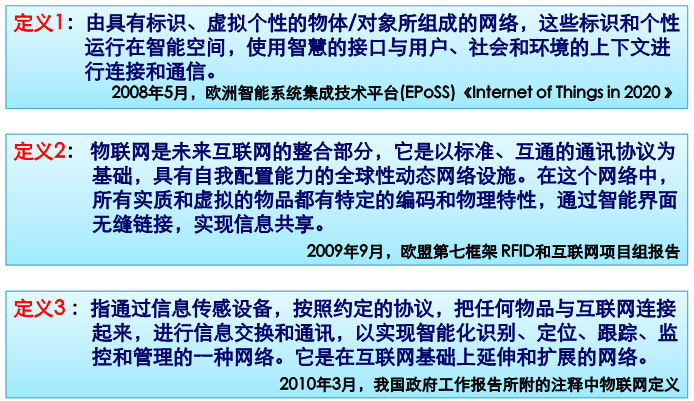 定义1：由具有标识、虚拟个性的物体/对象所组成的网络，这些标识和个性
运行在智能空间，使用智慧的接口与用户、社会和环境的上下文进
行连接和通信。
2008年5月，欧洲智能系统集成技术平台(EPoSS)《Internet of Things in 2020 》
定义2： 物联网是未来互联网的整合部分，它是以标准、互通的通讯协议为
基础，具有自我配置能力的全球性动态网络设施。在这个网络中，
所有实质和虚拟的物品都有特定的编码和物理特性，通过智能界面
无缝链接，实现信息共享。
2009年9月，欧盟第七框架 RFID和互联网项目组报告
定义3 ：指通过信息传感设备，按照约定的协议，把任何物品与互联网连接
起来，进行信息交换和通讯，以实现智能化识别、定位、跟踪、监
控和管理的一种网络。它是在互联网基础上延伸和扩展的网络。
2010年3月，我国政府工作报告所附的注释中物联网定义